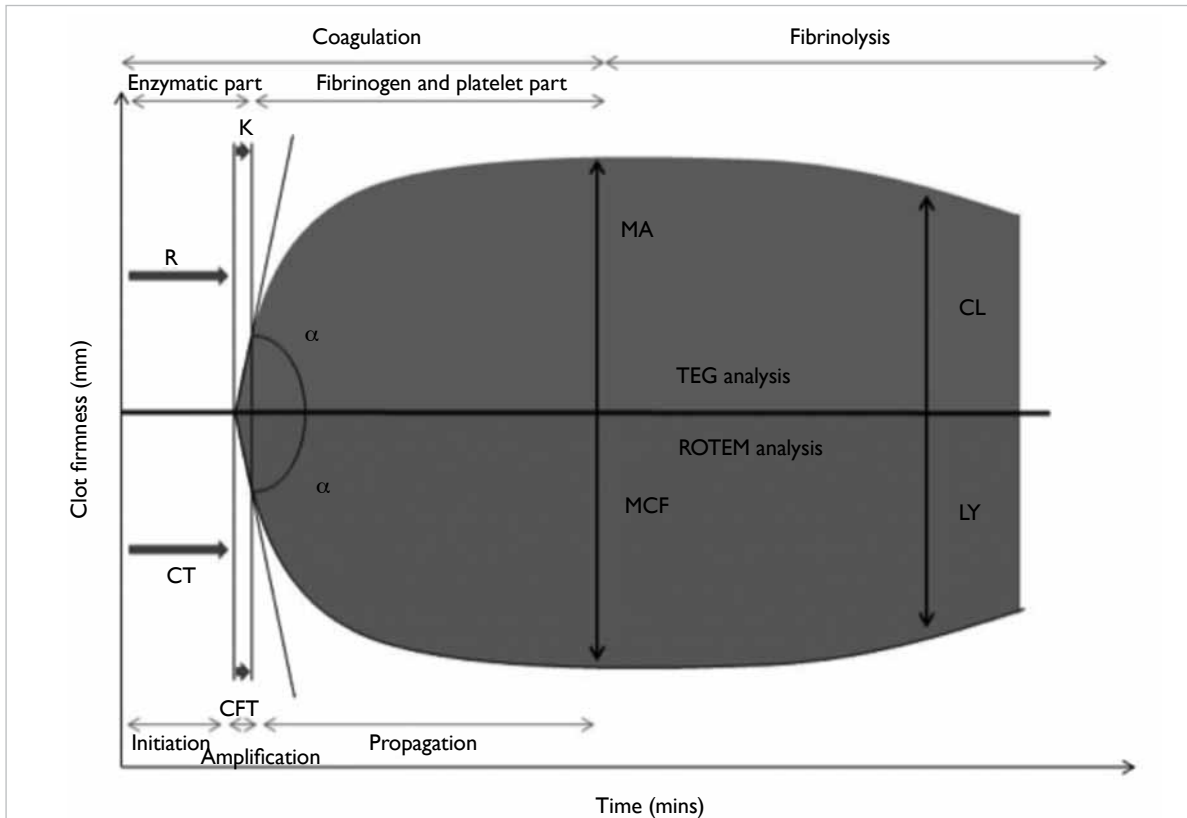 Coagulation
Fibrinolysis
Enzymatic part
Fibrinogen and platelet part
K
R
MA
α
CL
TEG analysis
Clot firmness (mm)
ROTEM analysis
α
MCF
LY
CT
CFT
Initiation
Propagation
Amplification
Time (mins)